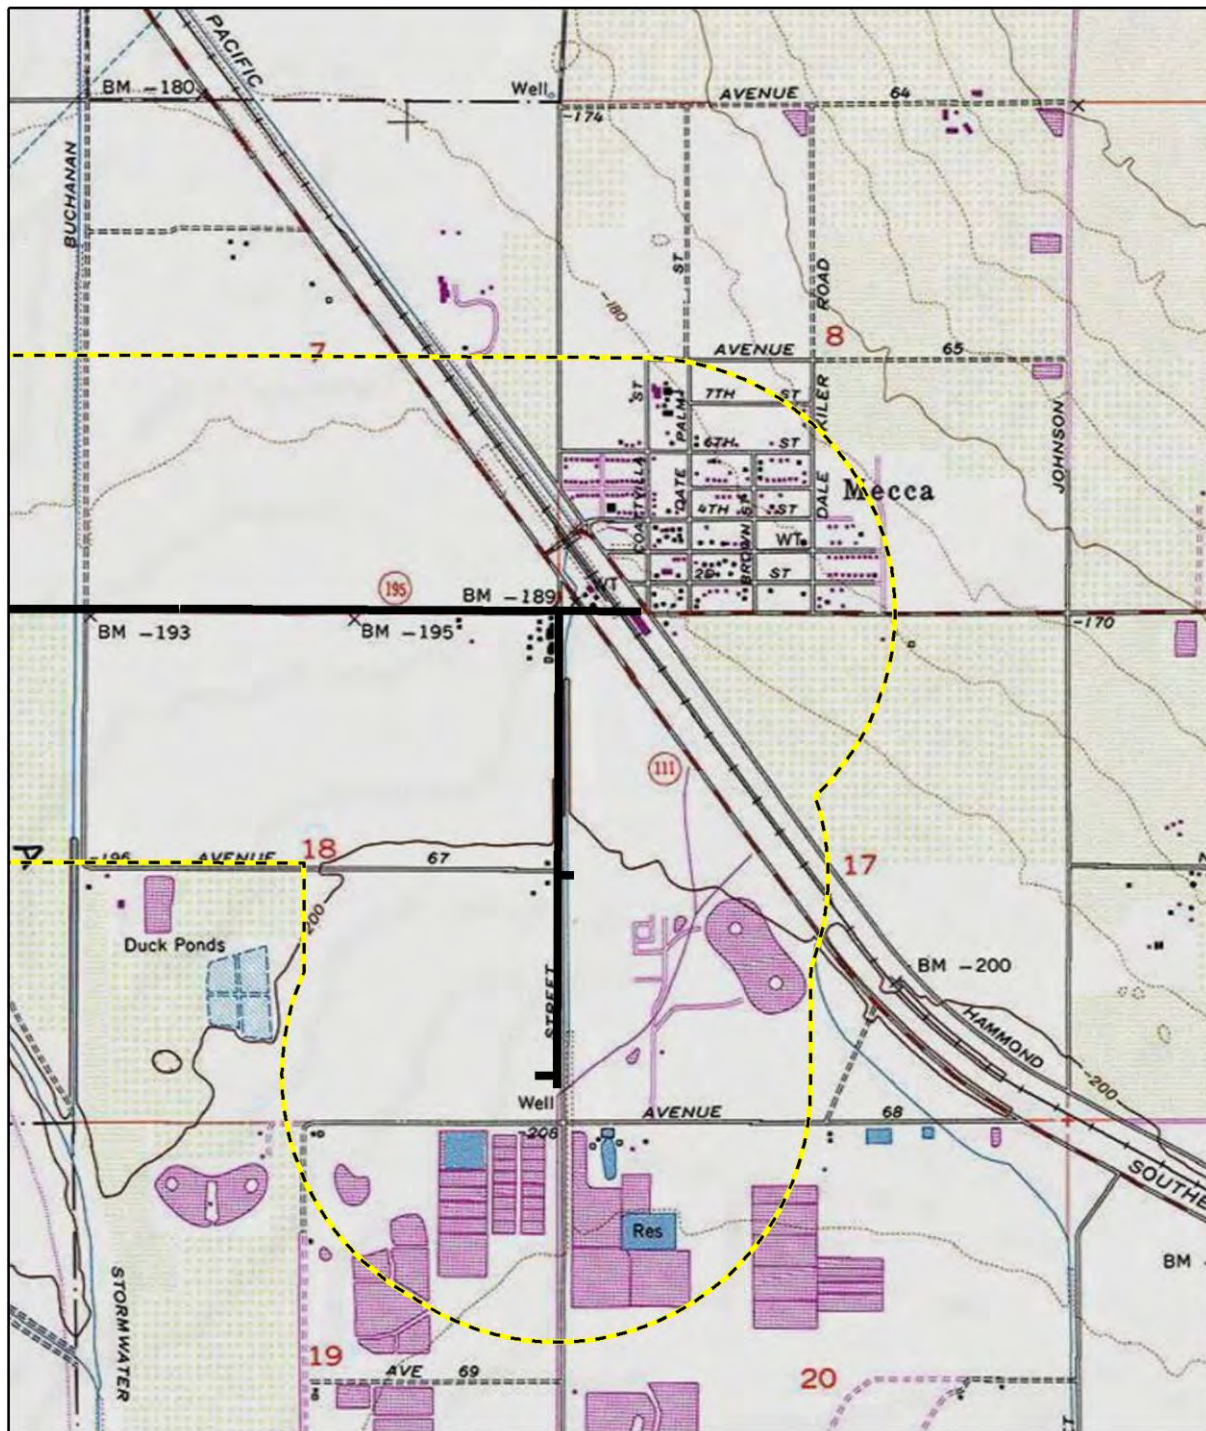 PACIFIC
BM -180
Well
AVENUE 64
-174
BUCHANAN
ST
ROAD
-180
7
8
AVENUE 65
ST
PALM
7TH ST
KILER
6TH ST
JOHNSON
COAHVILLA
DATE
4TH ST
DALE
Mecca
BROWN ST
WT
2D ST
195
WT
BM -189
BM -193
BM -195
-170
111
-196 AVENUE 18 67
17
200
Duck Ponds
BM -200
STREET
HAMMOND
-200
Well
AVENUE 68
-208
SOUTHE
Res
BM
STORMWATER
19
AVE 69
20